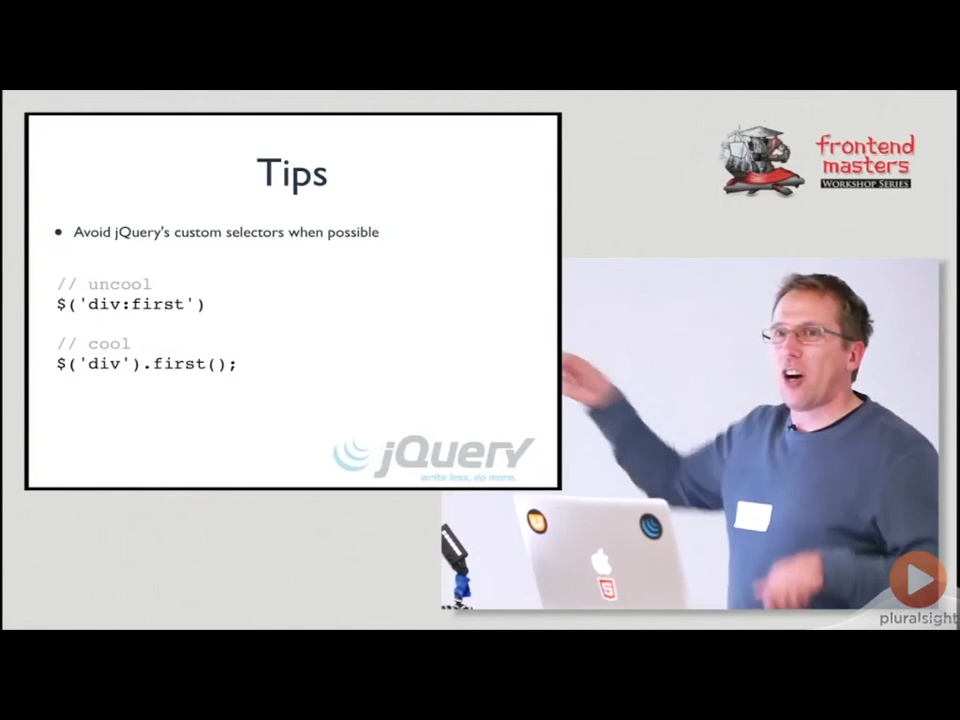 Tips
• Avoid jQuery's custom selectors when possible
// uncool
$('div:first')
// cool
$('div').first();
jQuery
write less, do more.
frontend
masters
WORKSHOP SERIES
pluralsight